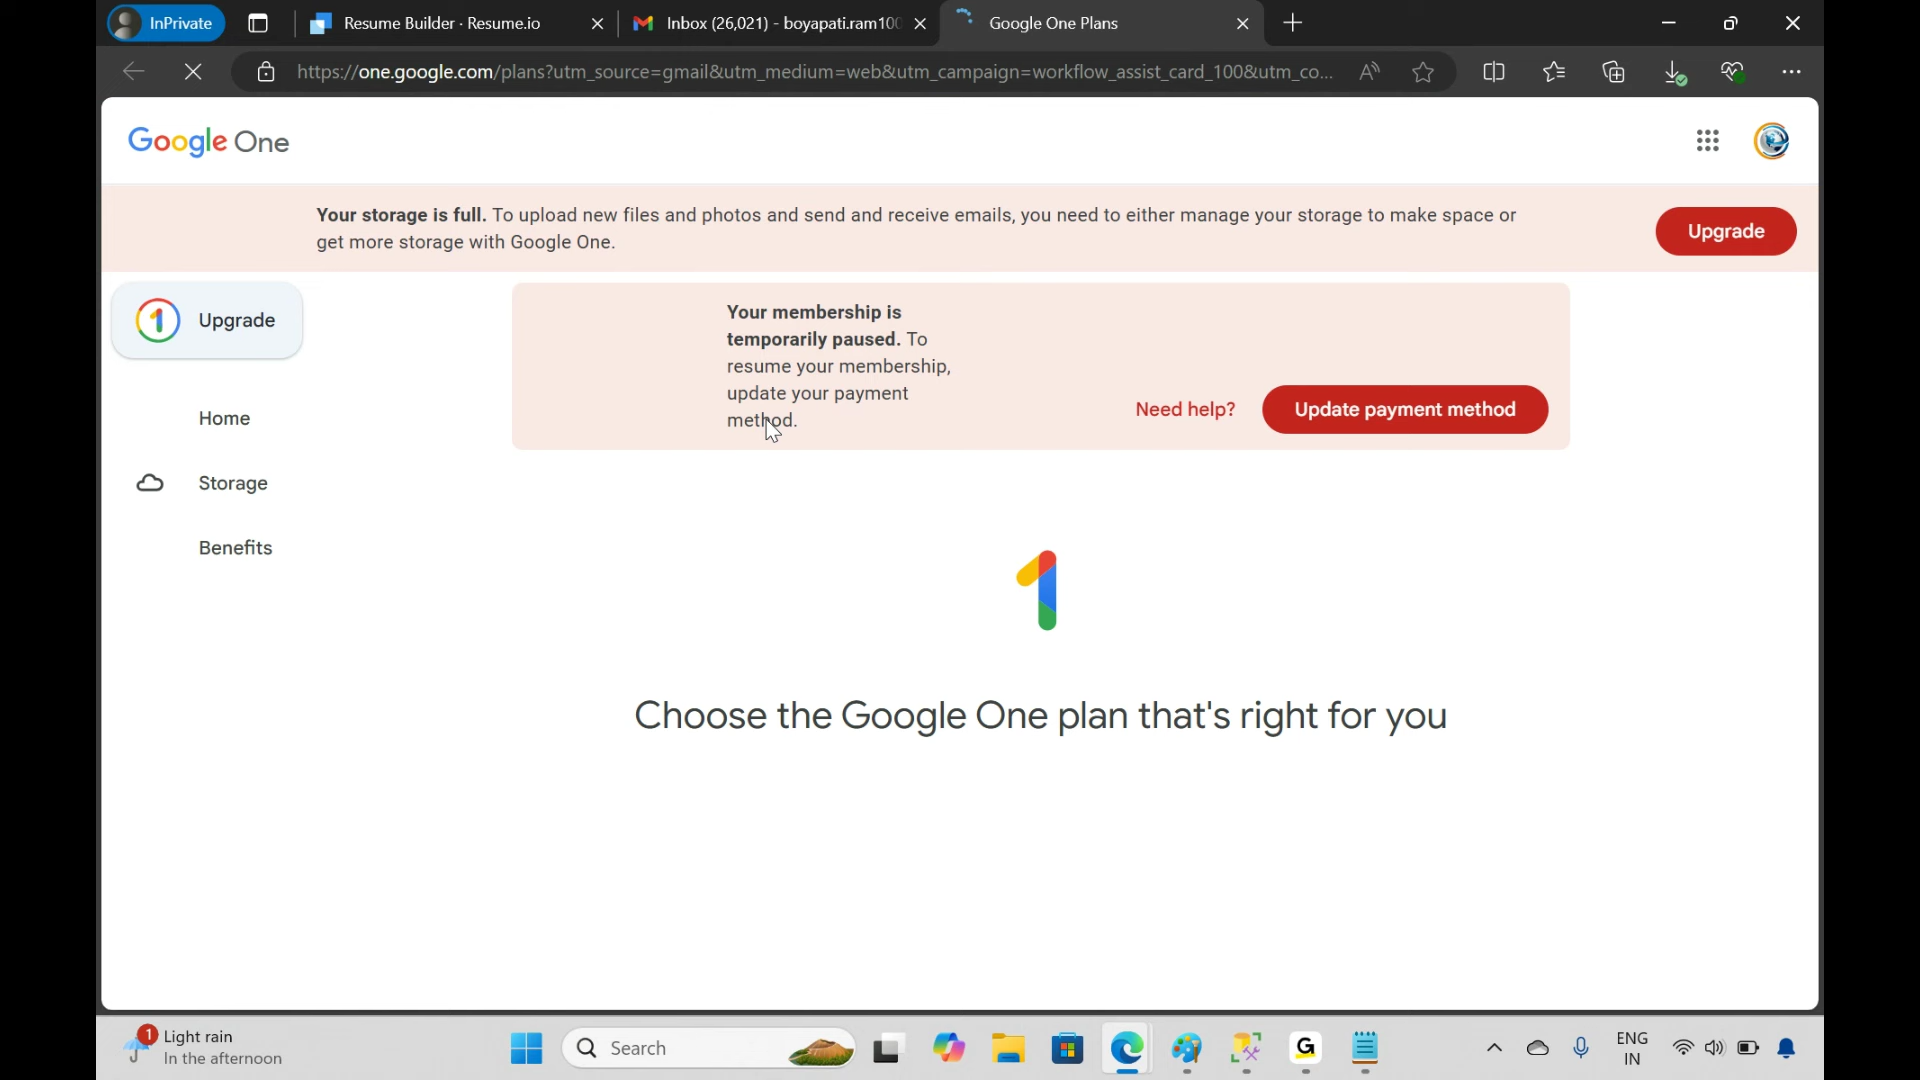 InPrivate
Resume Builder · Resume.io
Inbox (26,021) - boyapati.ram100
Google One Plans
https://one.google.com/plans?utm_source=gmail&utm_medium=web&utm_campaign=workflow_assist_card_100&utm_co...
Google One
Your storage is full. To upload new files and photos and send and receive emails, you need to either manage your storage to make space or
get more storage with Google One.
Upgrade
Upgrade
Your membership is
temporarily paused. To
resume your membership,
update your payment
method.
Need help?
Update payment method
Home
Storage
Benefits
Choose the Google One plan that's right for you
1
Light rain
In the afternoon
Search
G
ENG
IN